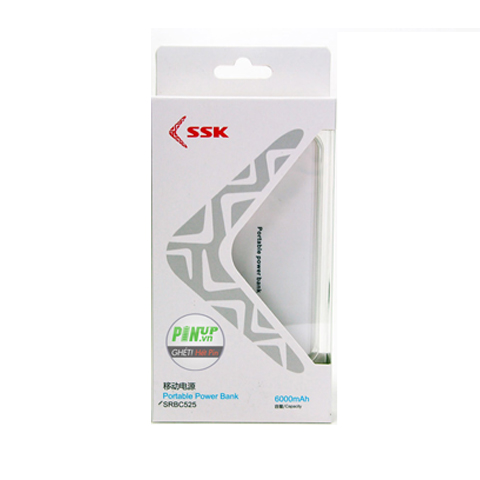 SSK
Portable power bank
PINUP.vn
GHÉT! Hết Pin
移动电源
Portable Power Bank
SRBC525
6000mAh
容量/Capacity